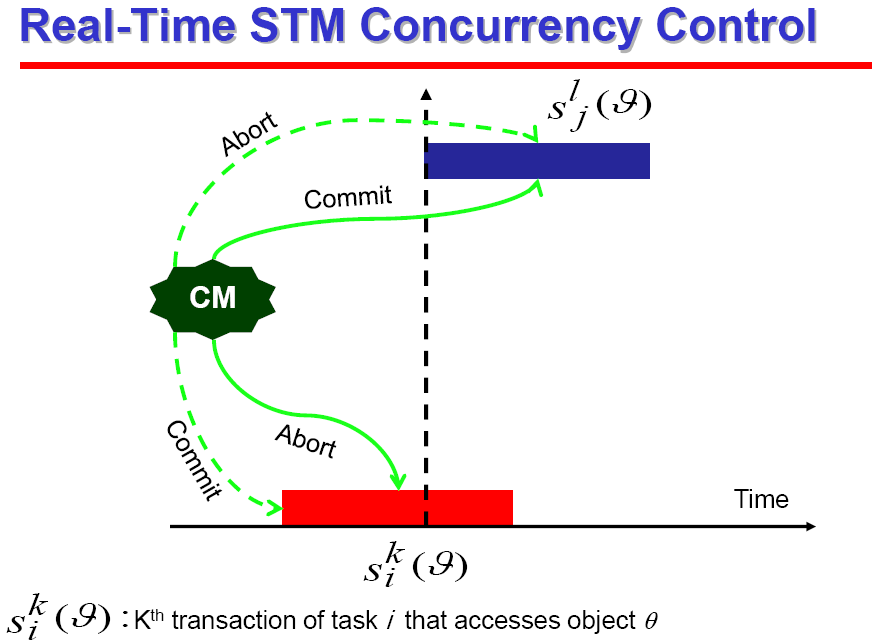 Real-Time STM Concurrency Control
s_j^l(ϑ)
Abort
Commit
CM
Abort
Commit
Time
s_i^k(ϑ)
s_i^k(ϑ) : Kth transaction of task i that accesses object θ